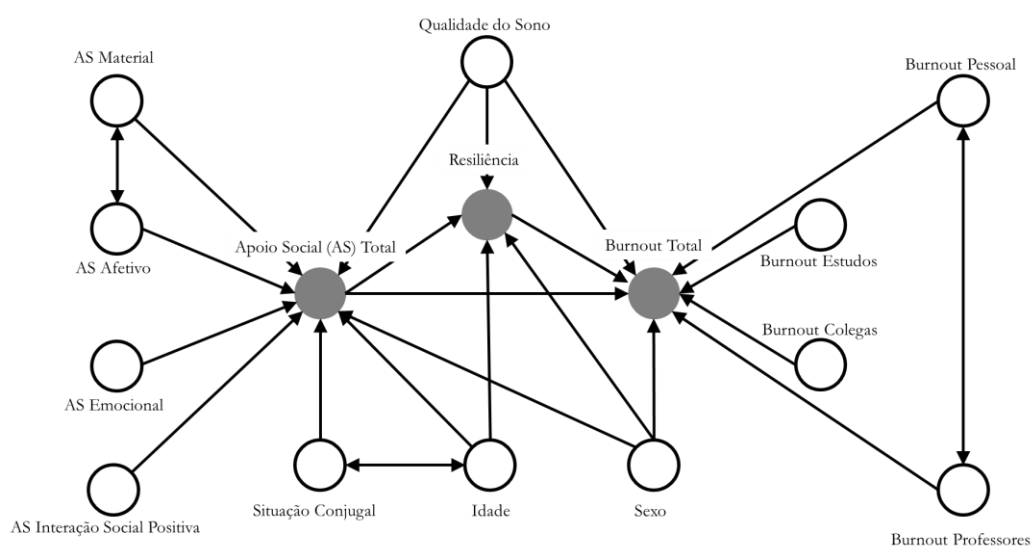 Qualidade do Sono
AS Material
Burnout Pessoal
Resiliência
Apoio Social (AS) Total
Burnout Total
AS Afetivo
Burnout Estudos
Burnout Colegas
AS Emocional
Situação Conjugal
Idade
Sexo
AS Interação Social Positiva
Burnout Professores